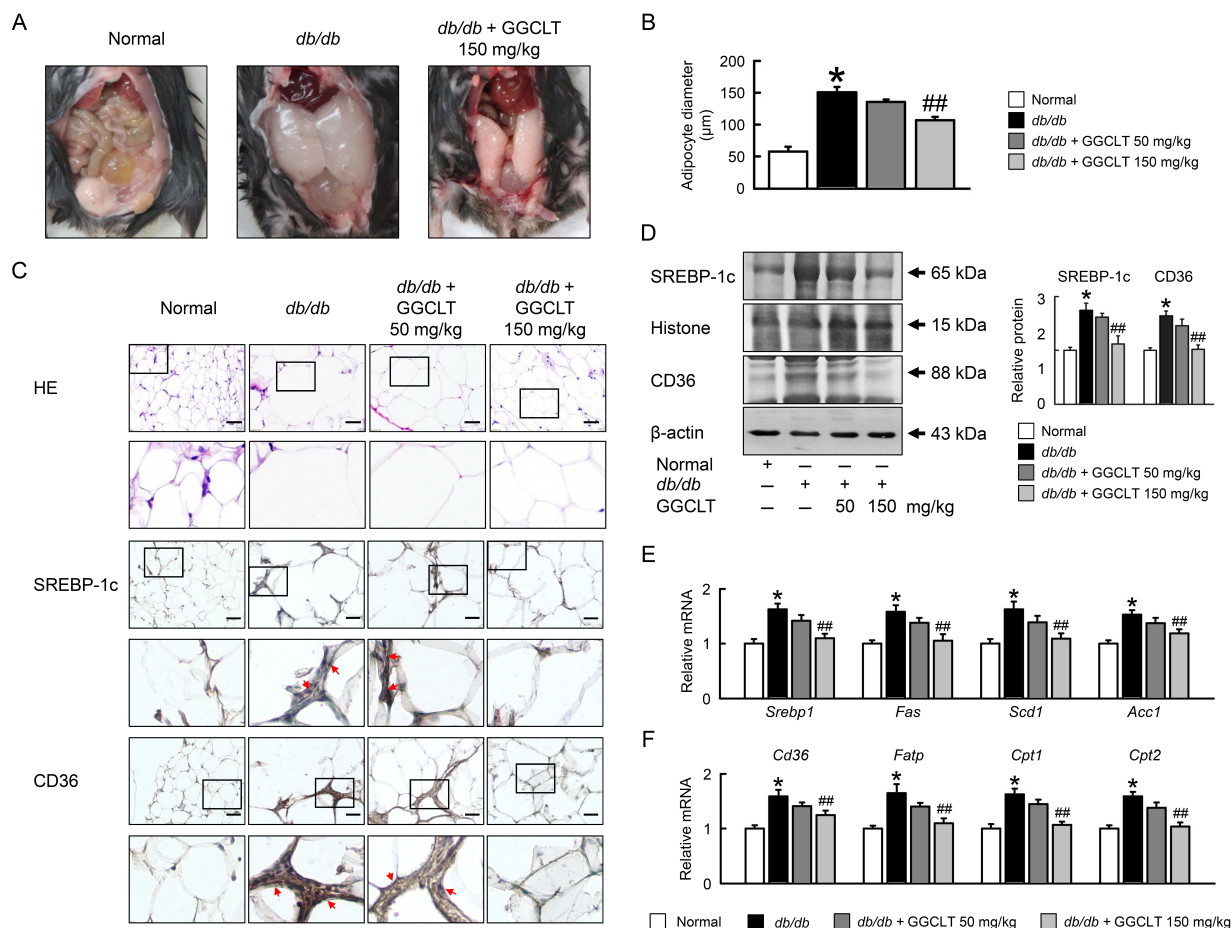 A
Normal
db/db
db/db + GGCLT
150 mg/kg
B
Adipocyte diameter
(μm)
200
150
100
50
0
*
##
Normal
db/db
db/db + GGCLT 50 mg/kg
db/db + GGCLT 150 mg/kg
C
Normal
db/db
db/db +
GGCLT
50 mg/kg
db/db +
GGCLT
150 mg/kg
HE
SREBP-1c
CD36
D
SREBP-1c
65 kDa
Histone
15 kDa
CD36
88 kDa
β-actin
43 kDa
Normal + – – –
db/db – + + +
GGCLT – – 50 150 mg/kg
SREBP-1c CD36
Relative protein
3
2
1
0
* ## * ##
Normal
db/db
db/db + GGCLT 50 mg/kg
db/db + GGCLT 150 mg/kg
E
Relative mRNA
2
1
0
* ## * ## * ## * ##
Srebp1 Fas Scd1 Acc1
F
Cd36 Fatp Cpt1 Cpt2
Relative mRNA
2
1
0
* ## * ## * ## * ##
Normal db/db db/db + GGCLT 50 mg/kg db/db + GGCLT 150 mg/kg